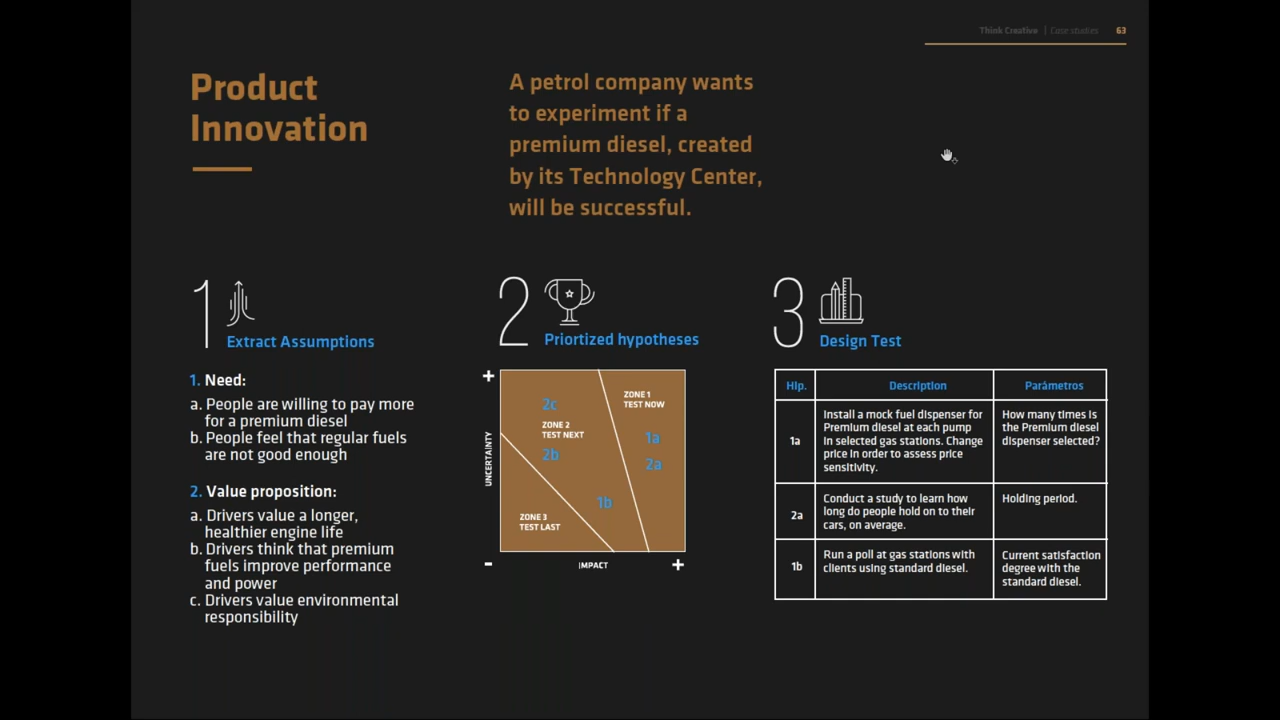 Think Creative | Case studies 63
Product
Innovation
A petrol company wants
to experiment if a
premium diesel, created
by its Technology Center,
will be successful.
1
Extract Assumptions
1. Need:
a. People are willing to pay more
for a premium diesel
b. People feel that regular fuels
are not good enough
2. Value proposition:
a. Drivers value a longer,
healthier engine life
b. Drivers think that premium
fuels improve performance
and power
c. Drivers value environmental
responsibility
2
Priortized hypotheses
+
UNCERTAINTY
2c
ZONE 2
TEST NEXT
2b
ZONE 1
TEST NOW
1a
2a
1b
ZONE 3
TEST LAST
-
IMPACT
+
3
Design Test
Hip. Description Parámetros
1a
Install a mock fuel dispenser for
Premium diesel at each pump
in selected gas stations. Change
price in order to assess price
sensitivity.
How many times is
the Premium diesel
dispenser selected?
2a
Conduct a study to learn how
long do people hold on to their
cars, on average.
Holding period.
1b
Run a poll at gas stations with
clients using standard diesel.
Current satisfaction
degree with the
standard diesel.